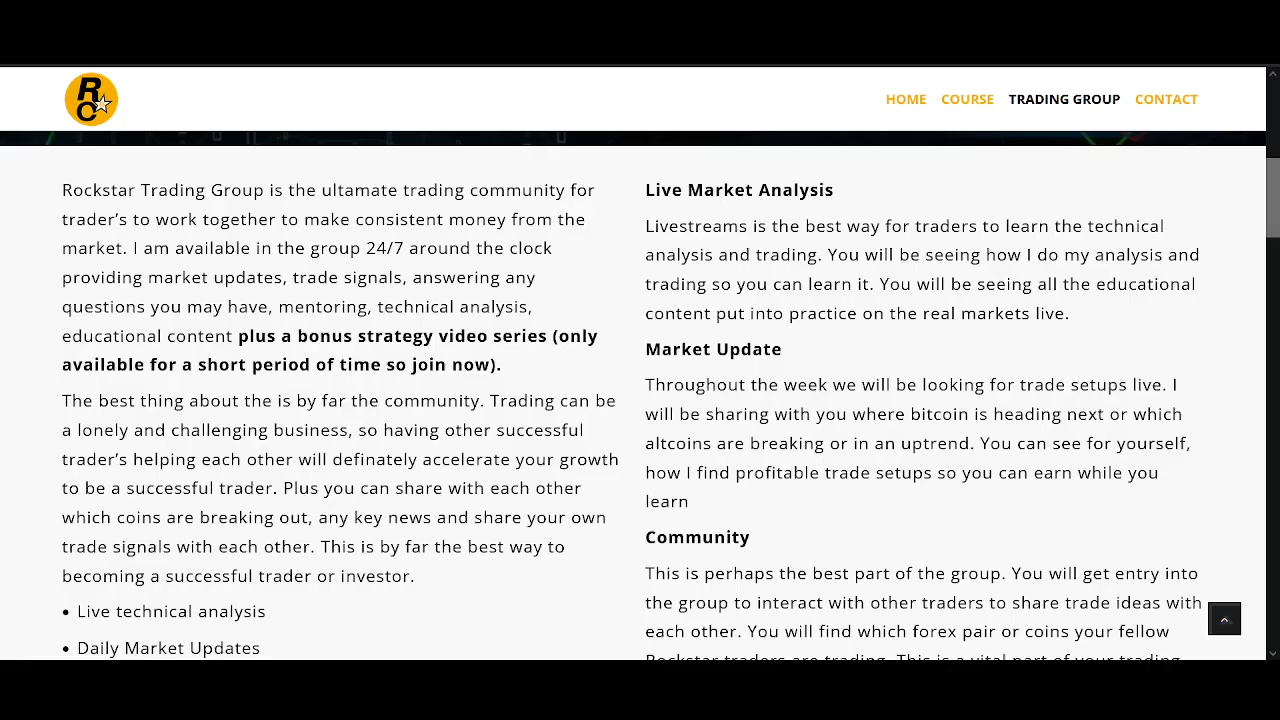 R
C
HOME COURSE TRADING GROUP CONTACT
Rockstar Trading Group is the ultamate trading community for
trader’s to work together to make consistent money from the
market. I am available in the group 24/7 around the clock
providing market updates, trade signals, answering any
questions you may have, mentoring, technical analysis,
educational content plus a bonus strategy video series (only
available for a short period of time so join now).
The best thing about the is by far the community. Trading can be
a lonely and challenging business, so having other successful
trader’s helping each other will definately accelerate your growth
to be a successful trader. Plus you can share with each other
which coins are breaking out, any key news and share your own
trade signals with each other. This is by far the best way to
becoming a successful trader or investor.
• Live technical analysis
• Daily Market Updates
Live Market Analysis
Livestreams is the best way for traders to learn the technical
analysis and trading. You will be seeing how I do my analysis and
trading so you can learn it. You will be seeing all the educational
content put into practice on the real markets live.
Market Update
Throughout the week we will be looking for trade setups live. I
will be sharing with you where bitcoin is heading next or which
altcoins are breaking or in an uptrend. You can see for yourself,
how I find profitable trade setups so you can earn while you
learn
Community
This is perhaps the best part of the group. You will get entry into
the group to interact with other traders to share trade ideas with
each other. You will find which forex pair or coins your fellow
Rockstar traders are trading. This is a vital part of your trading